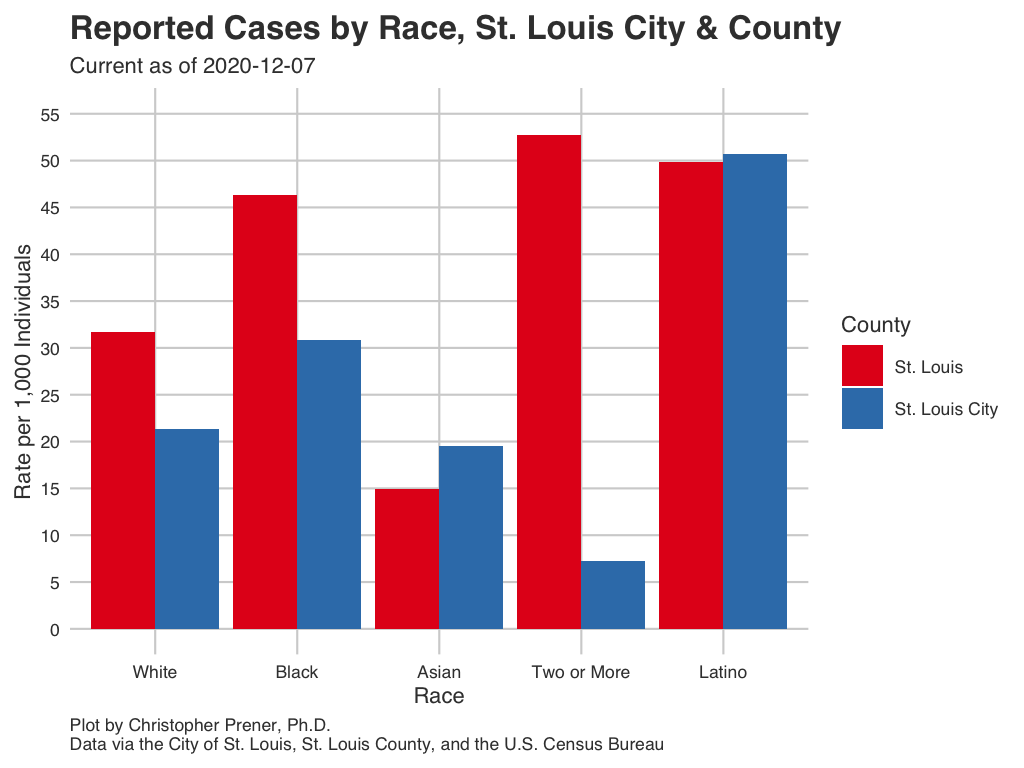 Reported Cases by Race, St. Louis City & County
Current as of 2020-12-07
Rate per 1,000 Individuals
55
50
45
40
35
30
25
20
15
10
5
0
White
Black
Asian
Two or More
Latino
Race
County
St. Louis
St. Louis City
Plot by Christopher Prener, Ph.D.
Data via the City of St. Louis, St. Louis County, and the U.S. Census Bureau